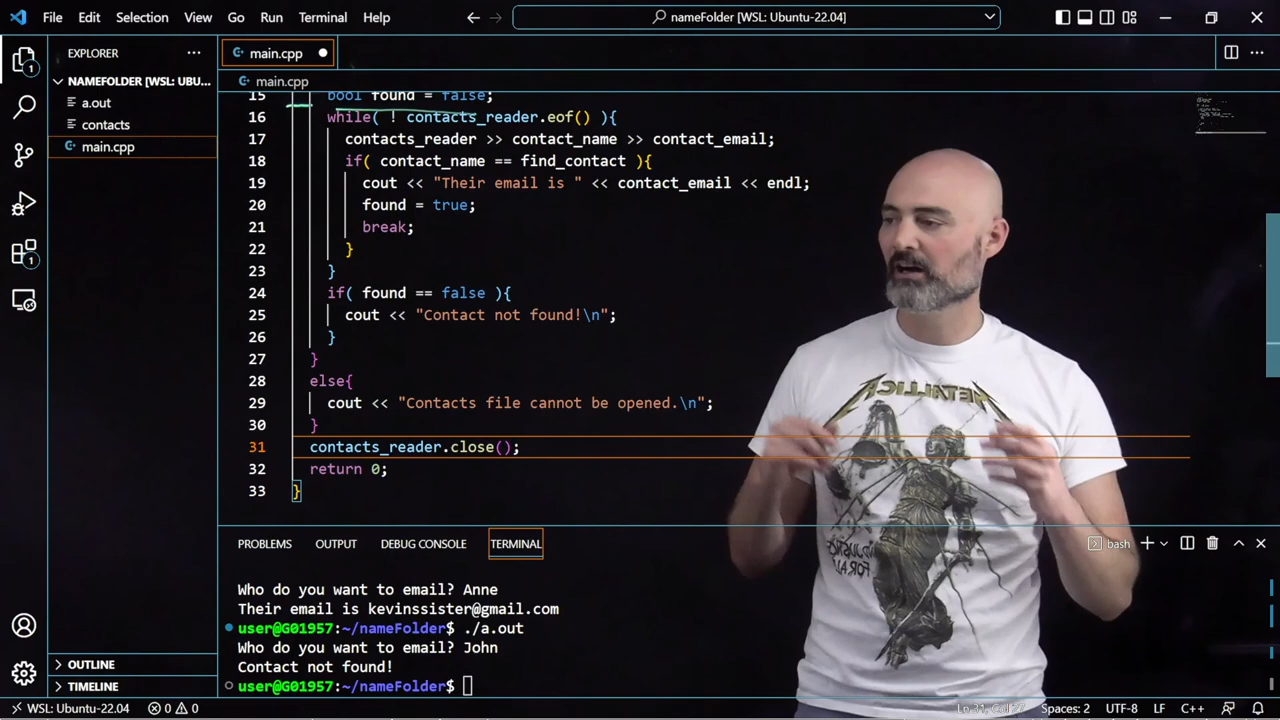 File Edit Selection View Go Run Terminal Help
nameFolder [WSL: Ubuntu-22.04]
EXPLORER
NAMEFOLDER [WSL: UBU...
a.out
contacts
main.cpp
OUTLINE
TIMELINE
main.cpp
main.cpp
15 bool found = false;
16 while( ! contacts_reader.eof() ){
17 contacts_reader >> contact_name >> contact_email;
18 if( contact_name == find_contact ){
19 cout << "Their email is " << contact_email << endl;
20 found = true;
21 break;
22 }
23 }
24 if( found == false ){
25 cout << "Contact not found!\n";
26 }
27 }
28 else{
29 cout << "Contacts file cannot be opened.\n";
30 }
31 contacts_reader.close();
32 return 0;
33 }
METALLICA
FOR ALL
PROBLEMS OUTPUT DEBUG CONSOLE TERMINAL
bash
Who do you want to email? Anne
Their email is kevinssister@gmail.com
user@G01957:~/nameFolder$ ./a.out
Who do you want to email? John
Contact not found!
user@G01957:~/nameFolder$
WSL: Ubuntu-22.04 0 0
Ln 31, Col 27 Spaces: 2 UTF-8 LF C++